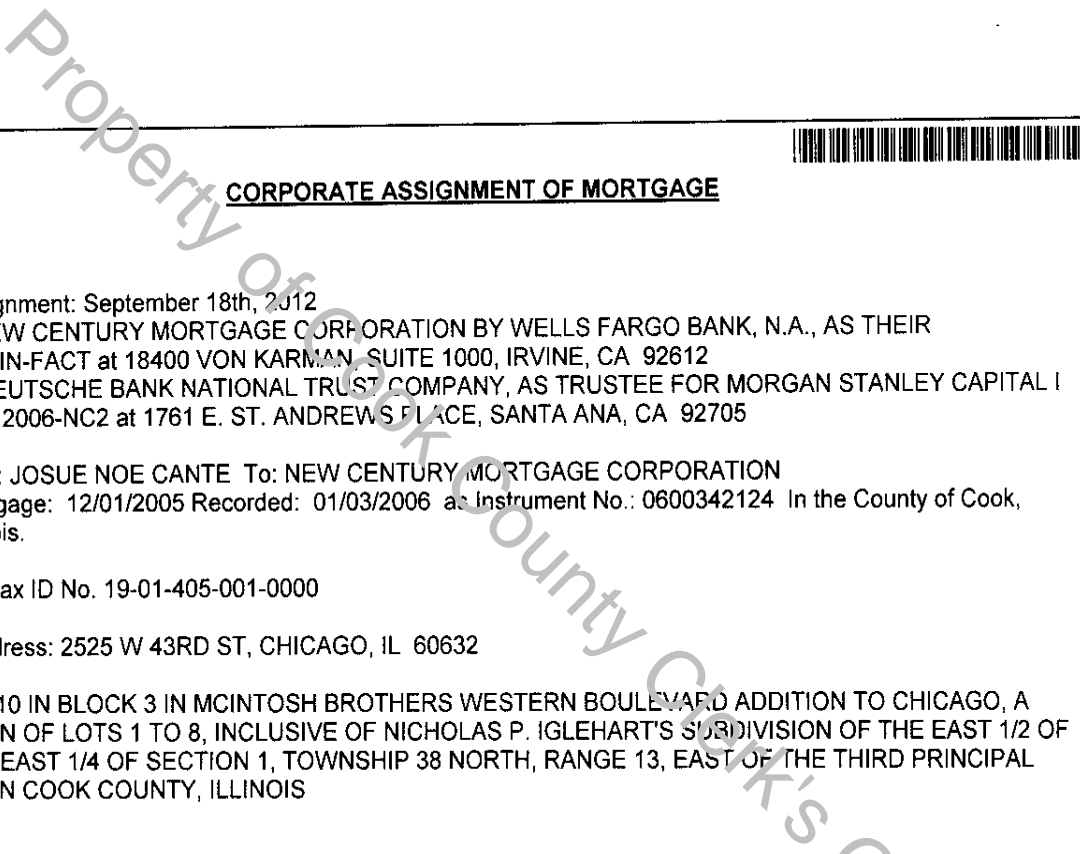 Property of Cook County Clerk's
CORPORATE ASSIGNMENT OF MORTGAGE
gnment: September 18th, 2012
EW CENTURY MORTGAGE CORPORATION BY WELLS FARGO BANK, N.A., AS THEIR
IN-FACT at 18400 VON KARMAN, SUITE 1000, IRVINE, CA 92612
EUTSCHE BANK NATIONAL TRUST COMPANY, AS TRUSTEE FOR MORGAN STANLEY CAPITAL I
2006-NC2 at 1761 E. ST. ANDREWS PLACE, SANTA ANA, CA 92705
: JOSUE NOE CANTE To: NEW CENTURY MORTGAGE CORPORATION
gage: 12/01/2005 Recorded: 01/03/2006 as Instrument No.: 0600342124 In the County of Cook,
is.
ax ID No. 19-01-405-001-0000
dress: 2525 W 43RD ST, CHICAGO, IL 60632
10 IN BLOCK 3 IN MCINTOSH BROTHERS WESTERN BOULEVARD ADDITION TO CHICAGO, A
N OF LOTS 1 TO 8, INCLUSIVE OF NICHOLAS P. IGLEHART'S SUBDIVISION OF THE EAST 1/2 OF
EAST 1/4 OF SECTION 1, TOWNSHIP 38 NORTH, RANGE 13, EAST OF THE THIRD PRINCIPAL
N COOK COUNTY, ILLINOIS